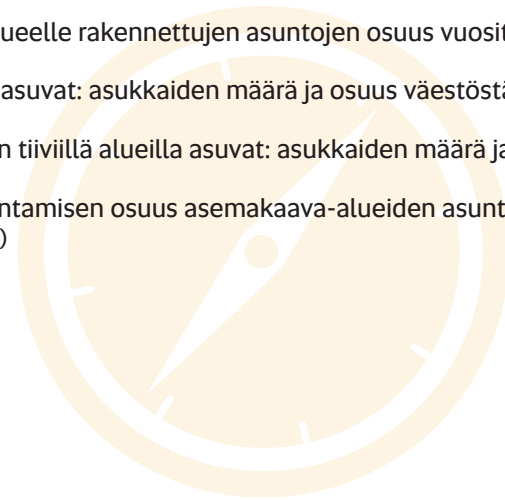 ueelle rakennettujen asuntojen osuus vuosit
asuvat: asukkaiden määrä ja osuus väestöstä
n tiiviillä alueilla asuvat: asukkaiden määrä ja
ntamisen osuus asemakaava-alueiden asunt
)